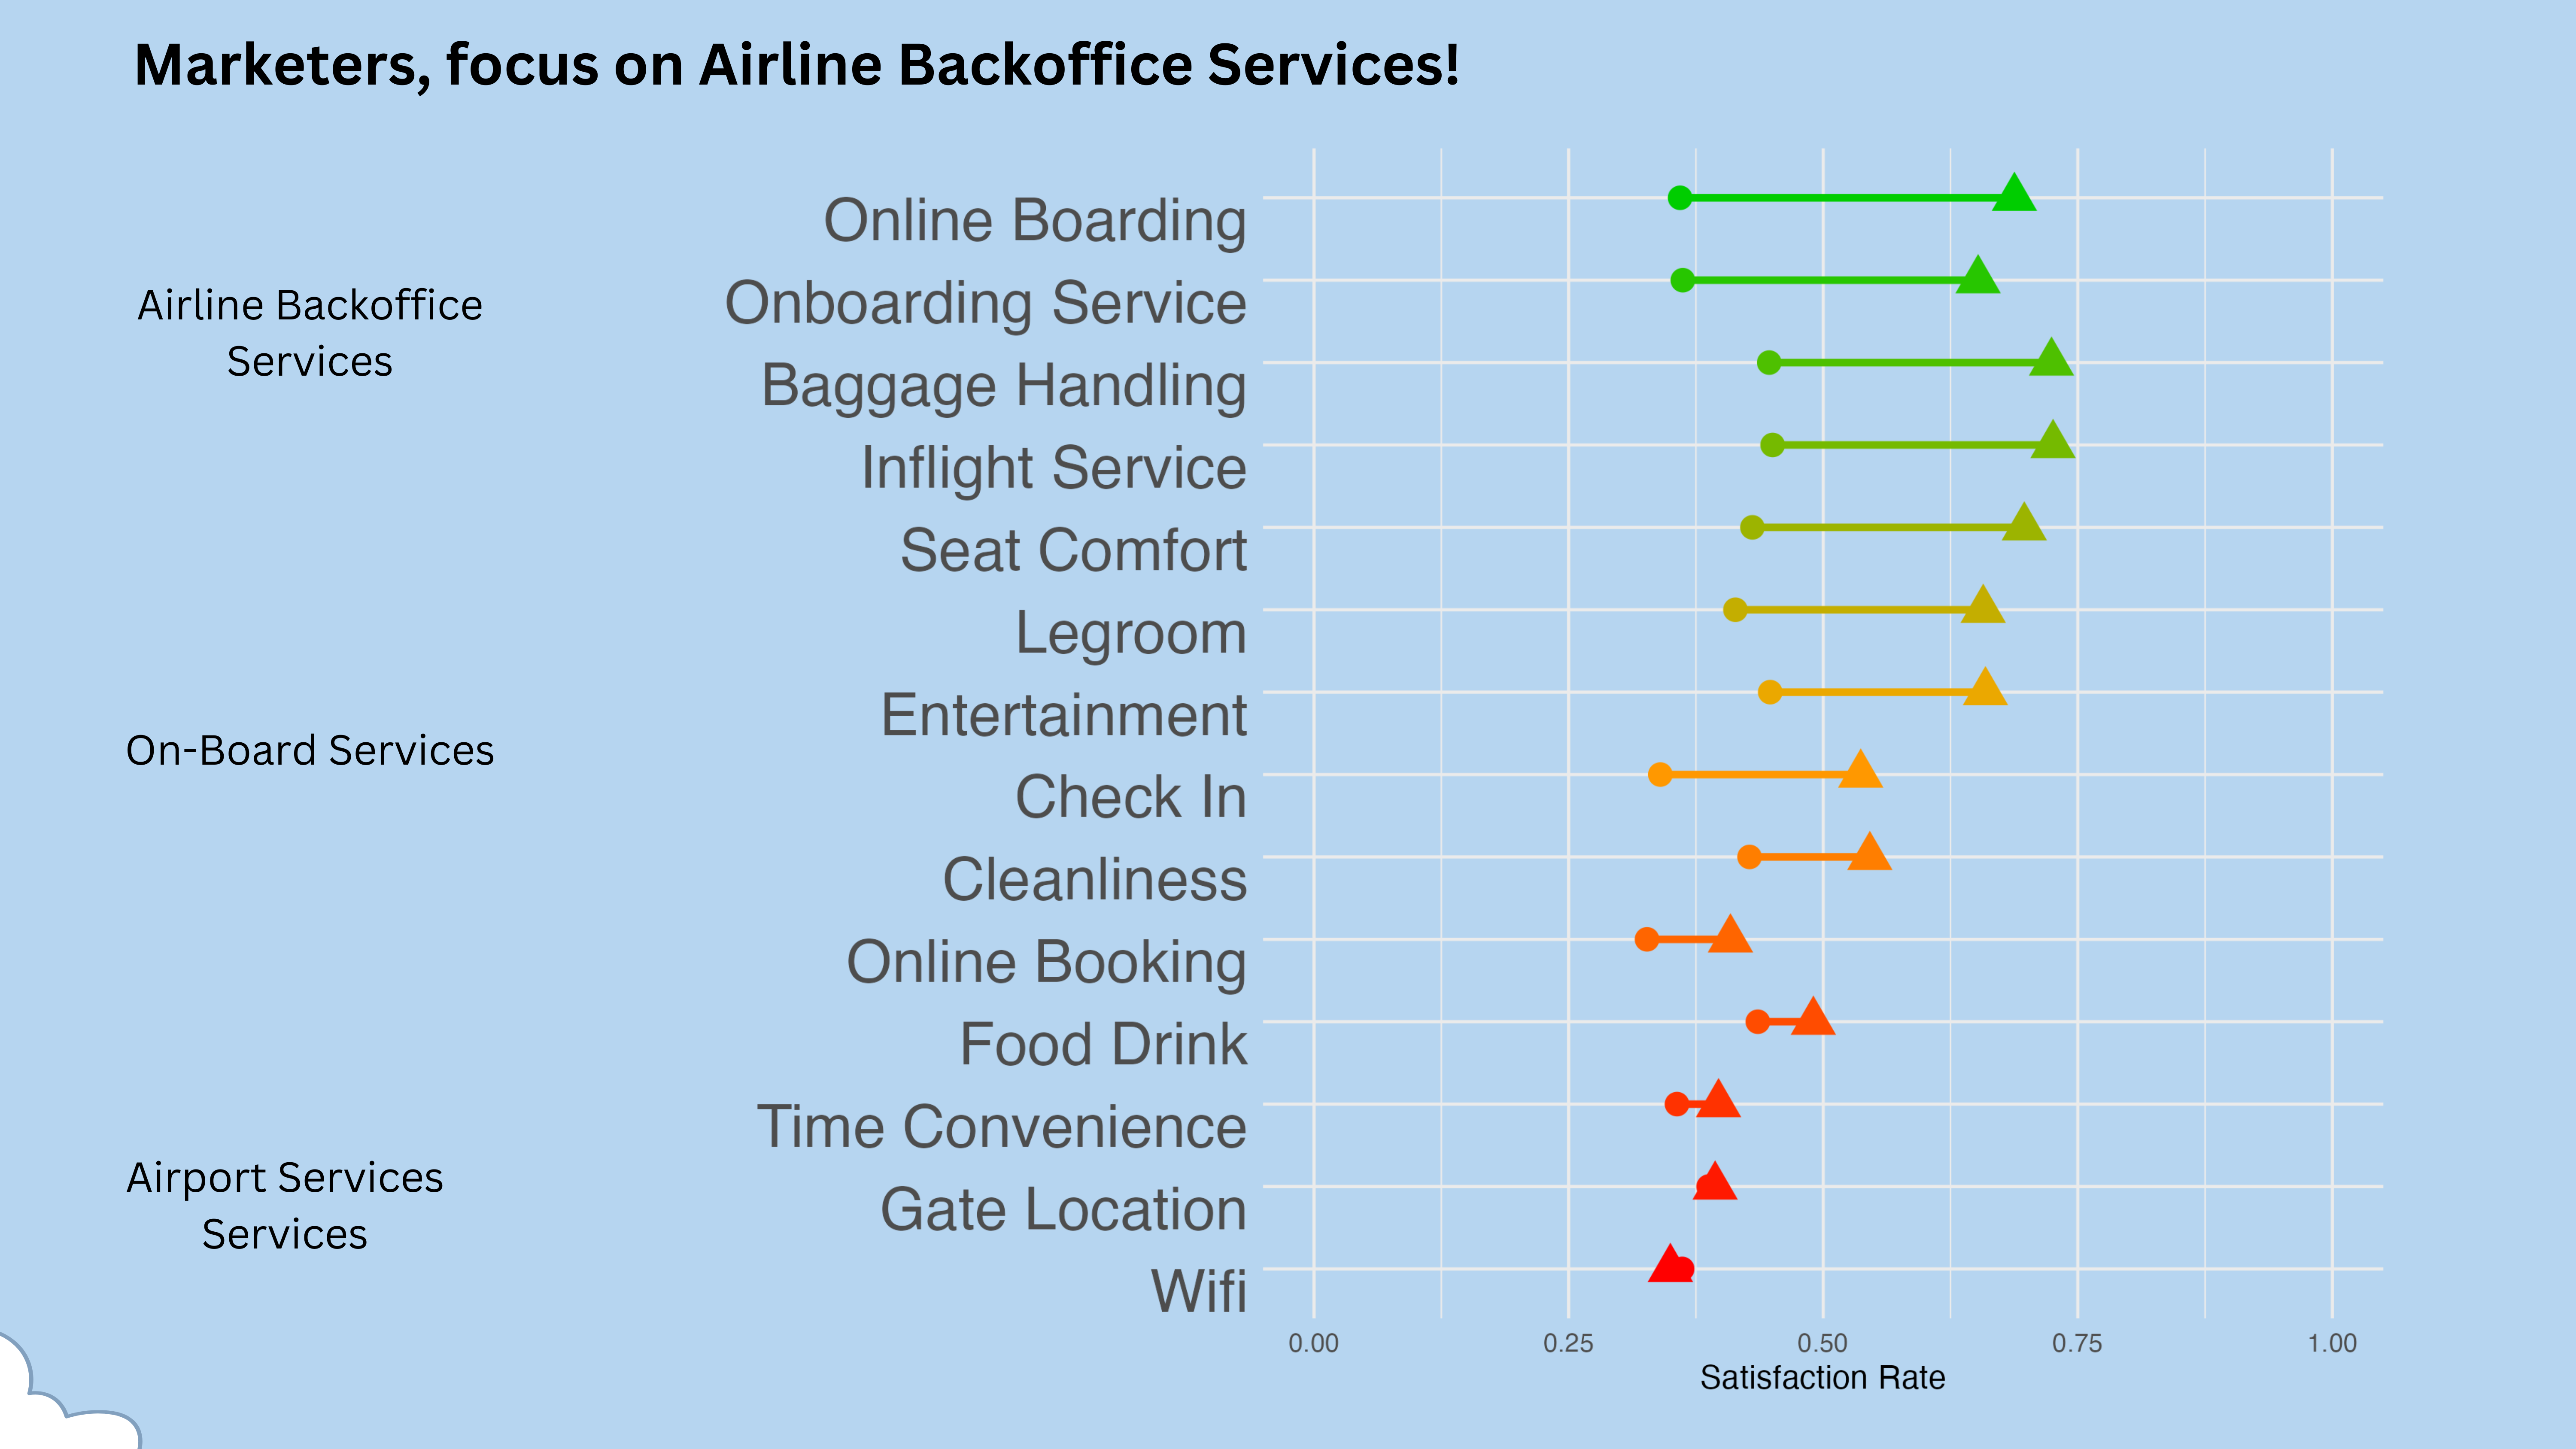 Marketers, focus on Airline Backoffice Services!
Airline Backoffice
Services
On-Board Services
Airport Services
Services
Online Boarding
Onboarding Service
Baggage Handling
Inflight Service
Seat Comfort
Legroom
Entertainment
Check In
Cleanliness
Online Booking
Food Drink
Time Convenience
Gate Location
Wifi
0.00 0.25 0.50 0.75 1.00
Satisfaction Rate